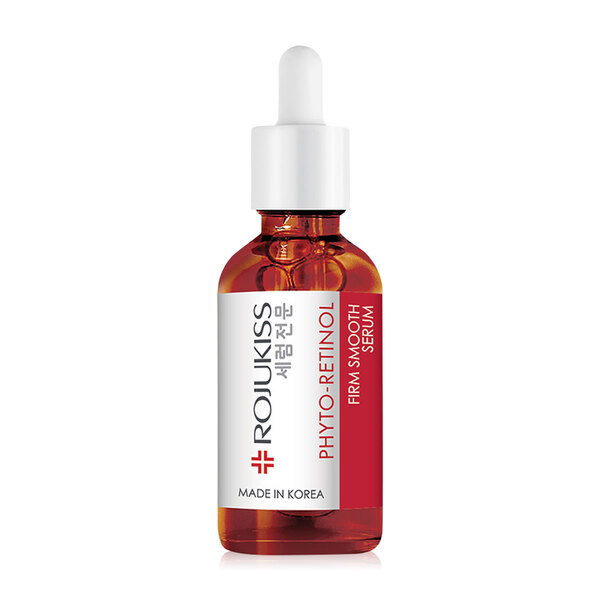 ROJUKISS
세럼전문
PHYTO-RETINOL
FIRM SMOOTH
SERUM
MADE IN KOREA